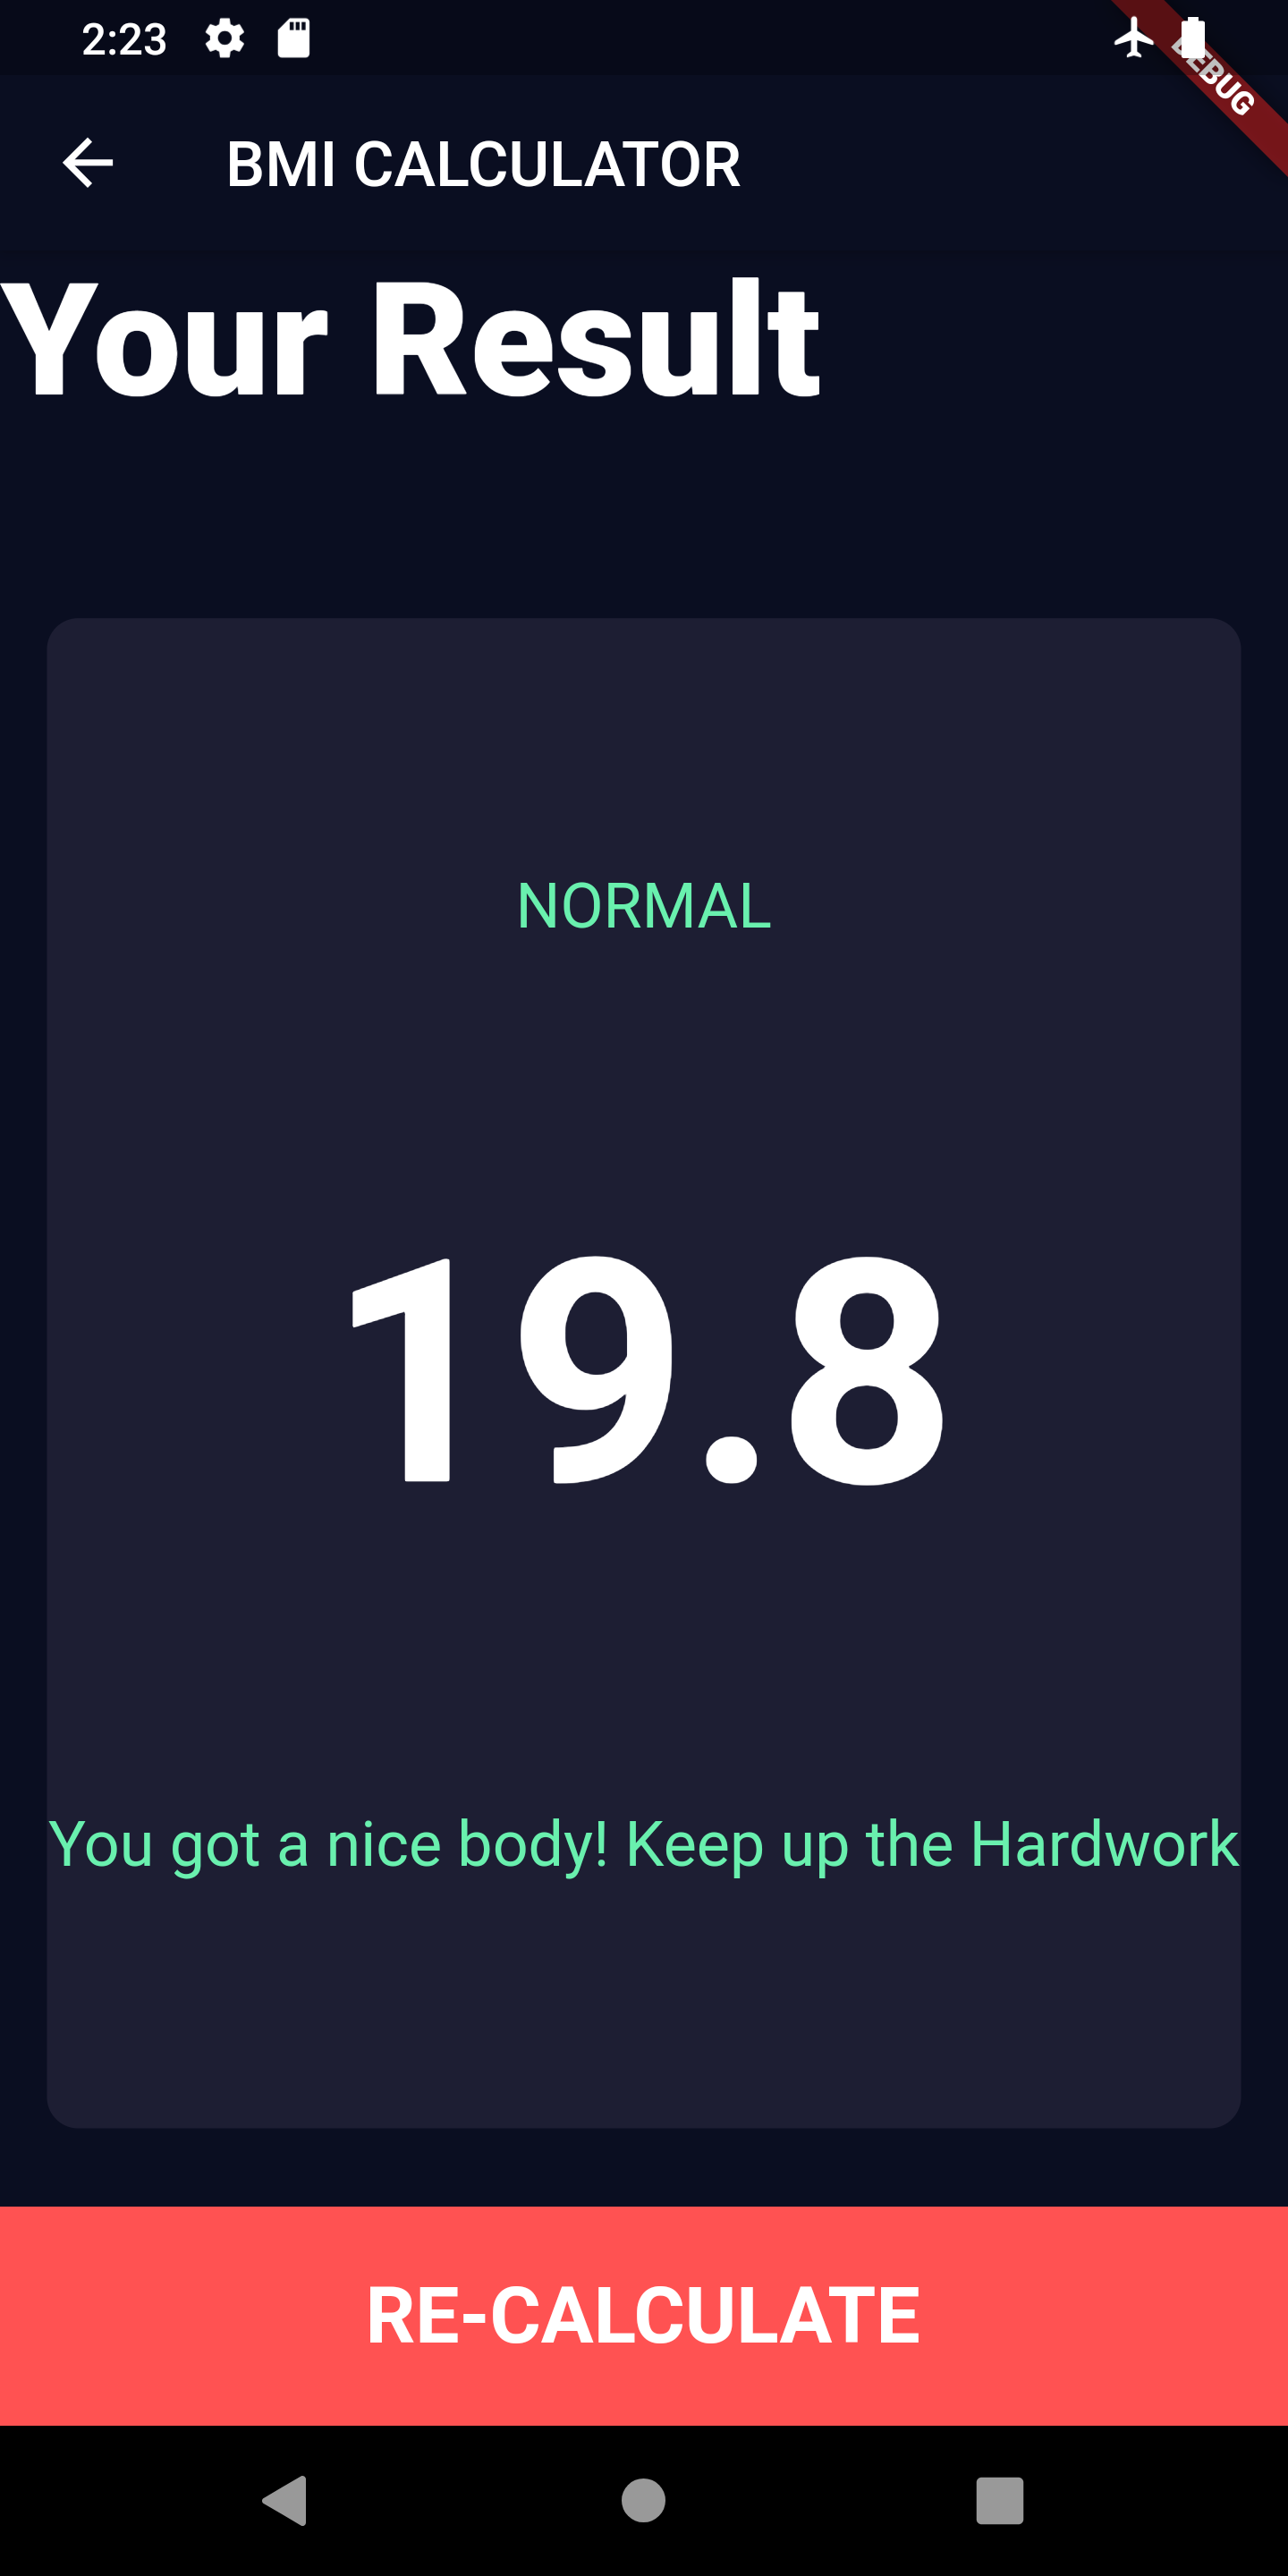 2:23
DEBUG
BMI CALCULATOR
Your Result
NORMAL
19.8
You got a nice body! Keep up the Hardwork
RE-CALCULATE